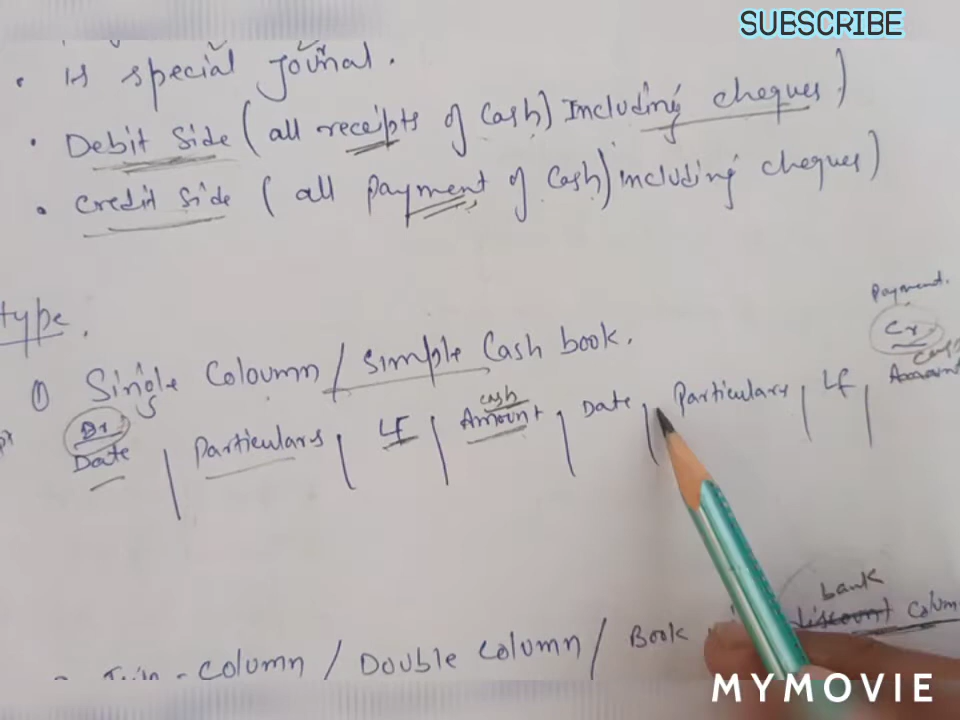 SUBSCRIBE
• is special Journal.
• Debit Side (all receipts of Cash) Including cheques)
• Credit Side (all Payment of Cash) including cheques)
type.
Payment.
① Single Coloumn / Simple Cash book.
Dr Cr
cash cash
Date | Particulars | LF | Amount | Date | Particulars | LF | Amount
bank
Twin-Column / Double Column / Book discount Column
MYMOVIE